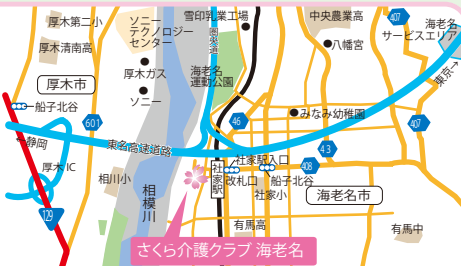 厚木第二小
厚木清南高
ソニー
テクノロジー
センター
雪印乳業工場
中央農業高
407
海老名
サービスエリア
八幡宮
圏央道
東京→
厚木市
厚木ガス
ソニー
海老名
運動公園
船子北谷
601
46
みなみ幼稚園
407
←静岡
東名高速道路
43
厚木IC
社家駅入口
408
相川小
相模川
社家駅
改札口
船子北谷
社家小
海老名市
129
有馬高
有馬中
さくら介護クラブ 海老名